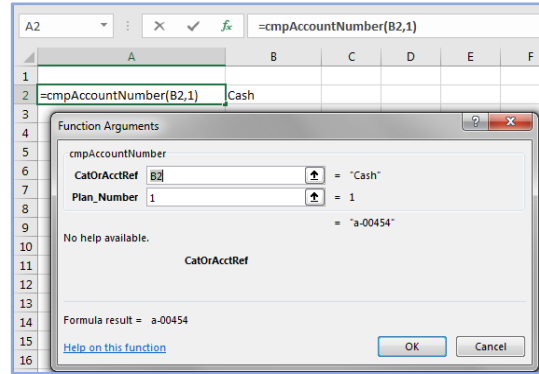 A2 fx =cmpAccountNumber(B2,1)
A B C D E F
1
2 =cmpAccountNumber(B2,1) Cash
3
4 Function Arguments ? X
5 cmpAccountNumber
6 CatOrAcctRef B2 = "Cash"
7 Plan_Number 1 = 1
8
9 = "a-00454"
10 No help available.
11 CatOrAcctRef
12
13
14 Formula result = a-00454
15 Help on this function OK Cancel
16